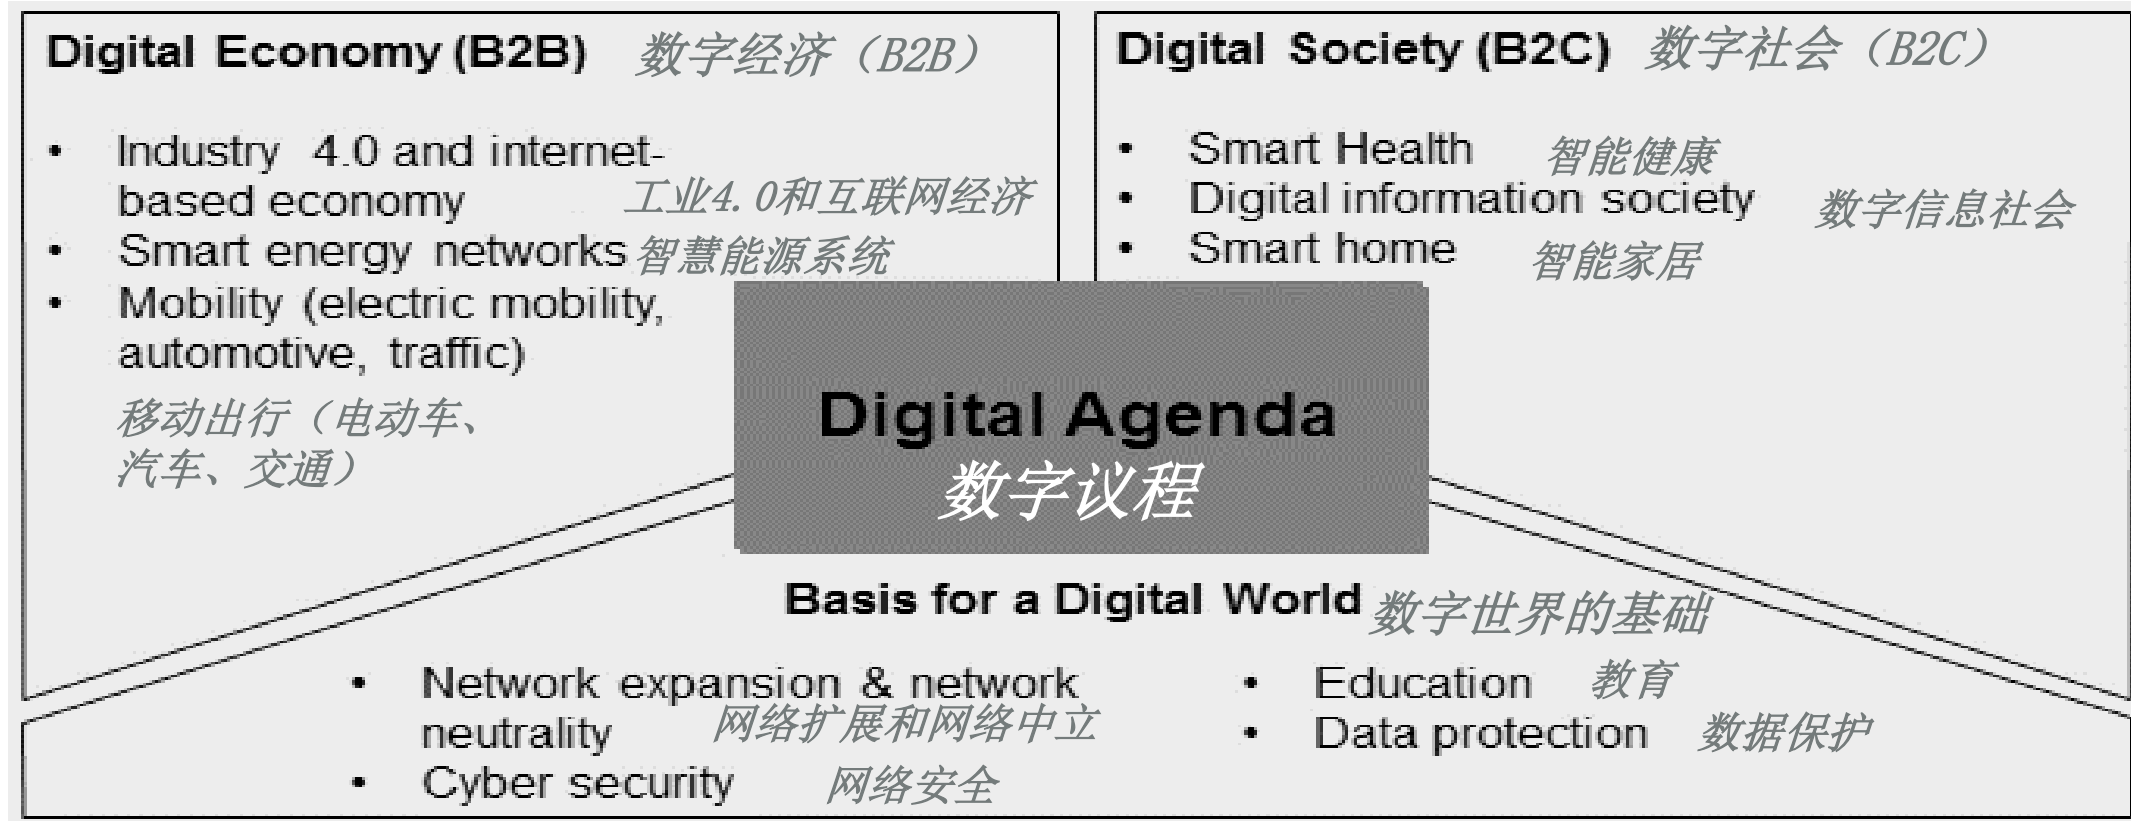 Digital Economy (B2B) 数字经济（B2B）
• Industry 4.0 and internet-
based economy 工业4.0和互联网经济
• Smart energy networks 智慧能源系统
• Mobility (electric mobility,
automotive, traffic)
移动出行（电动车、
汽车、交通）
Digital Society (B2C) 数字社会（B2C）
• Smart Health 智能健康
• Digital information society 数字信息社会
• Smart home 智能家居
Digital Agenda
数字议程
Basis for a Digital World 数字世界的基础
• Network expansion & network
neutrality 网络扩展和网络中立
• Cyber security 网络安全
• Education 教育
• Data protection 数据保护